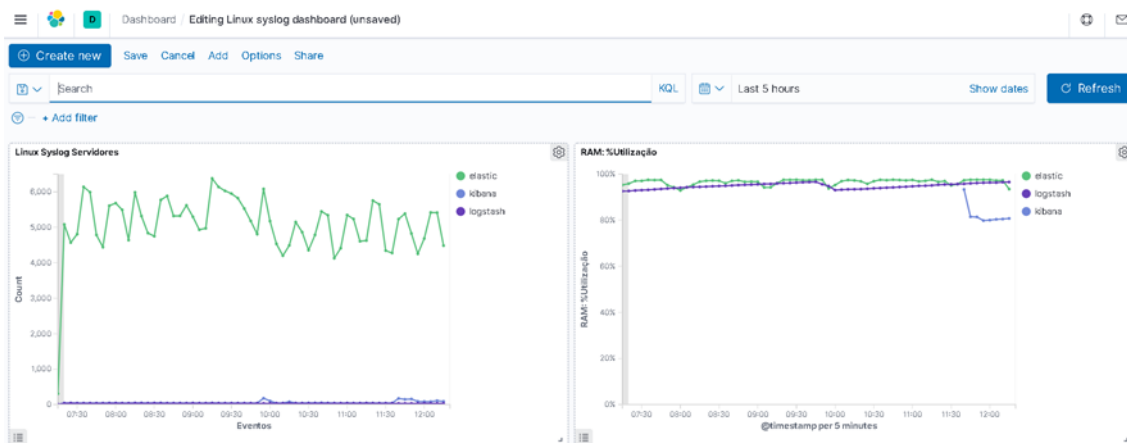 D Dashboard / Editing Linux syslog dashboard (unsaved)
Create new Save Cancel Add Options Share
Search KQL Last 5 hours Show dates Refresh
+ Add filter
Linux Syslog Servidores
6,000
5,000
4,000
3,000
2,000
1,000
0
Count
07:30 08:00 08:30 09:00 09:30 10:00 10:30 11:00 11:30 12:00
Eventos
elastic
kibana
logstash
RAM: %Utilização
100%
80%
60%
40%
20%
0%
RAM: %Utilização
07:30 08:00 08:30 09:00 09:30 10:00 10:30 11:00 11:30 12:00
@timestamp per 5 minutes
elastic
logstash
kibana